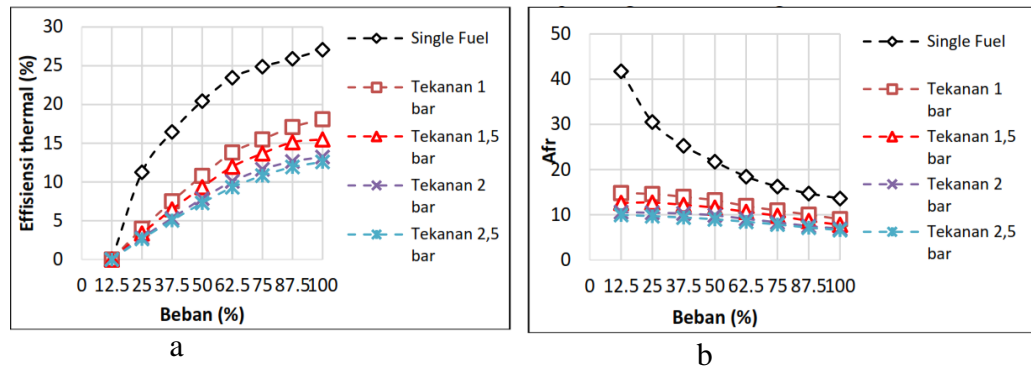 Effisiensi thermal (%)
30
25
20
15
10
5
0
0 12.5 25 37.5 50 62.5 75 87.5 100
Beban (%)
Single Fuel
Tekanan 1
bar
Tekanan 1,5
bar
Tekanan 2
bar
Tekanan 2,5
bar
a
Afr
50
40
30
20
10
0
0 12.5 25 37.5 50 62.5 75 87.5 100
Beban (%)
Single Fuel
Tekanan 1
bar
Tekanan 1,5
bar
Tekanan 2
bar
Tekanan 2,5
bar
b